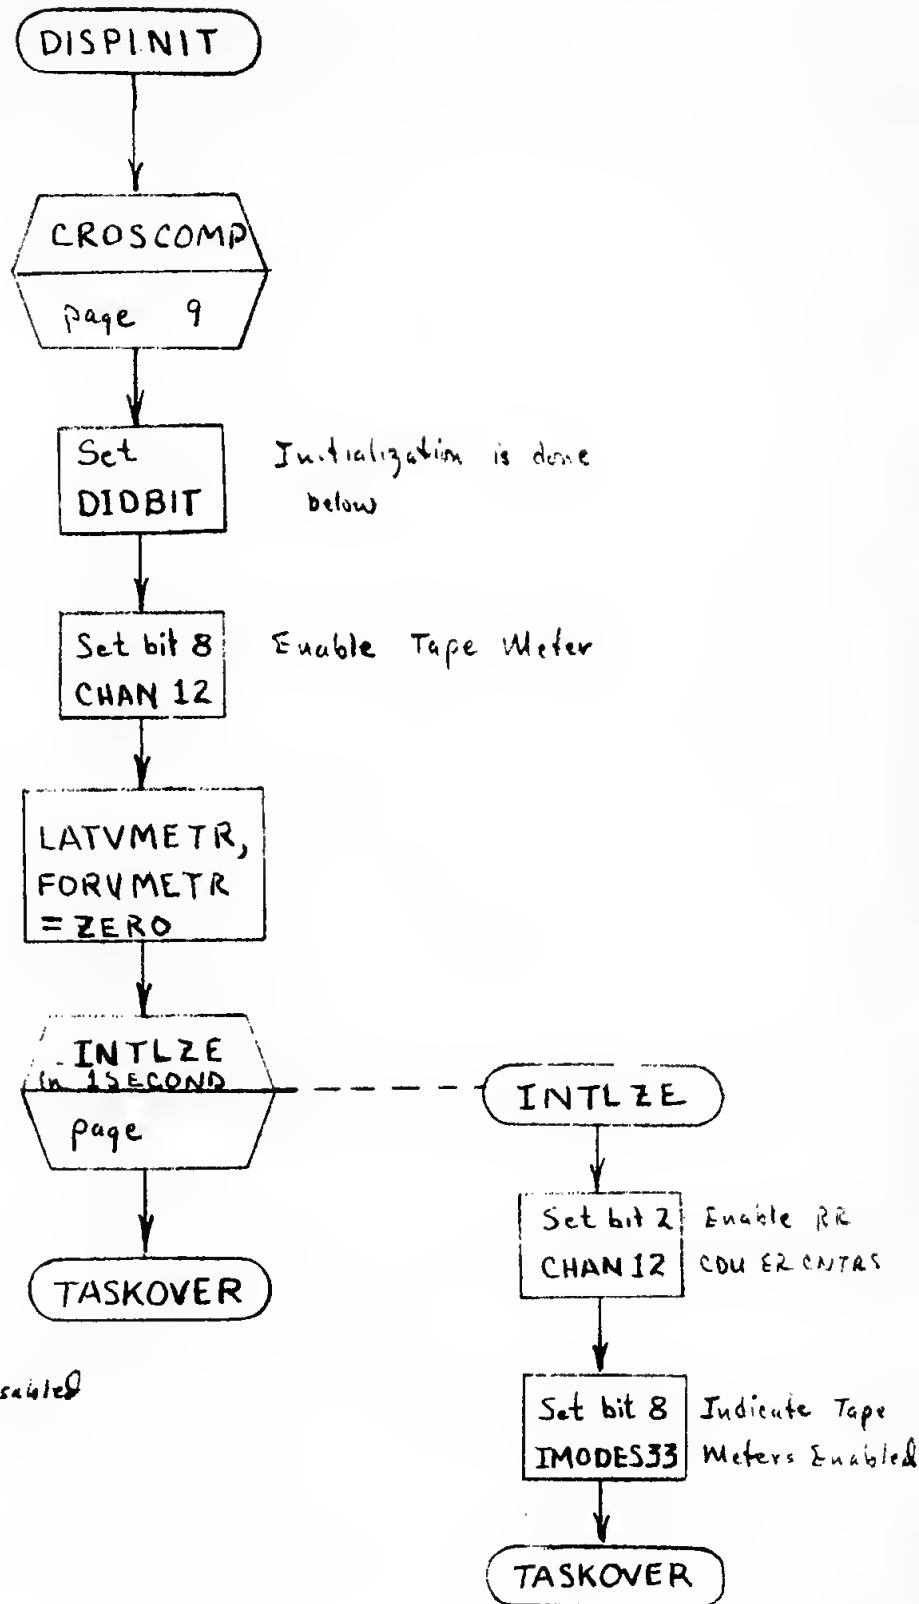 DISPINIT
CROSCOMP
page 9
Set
DIDBIT
Initialization is done
below
Set bit 8
CHAN 12
Enable Tape Meter
LATVMETR,
FORVMETR
= ZERO
INTLZE
in 1SECOND
page
TASKOVER
INTLZE
Set bit 2
CHAN 12
Enable RR
CDU ER CNTRS
Set bit 8
IMODES33
Indicate Tape
Meters Enabled
TASKOVER